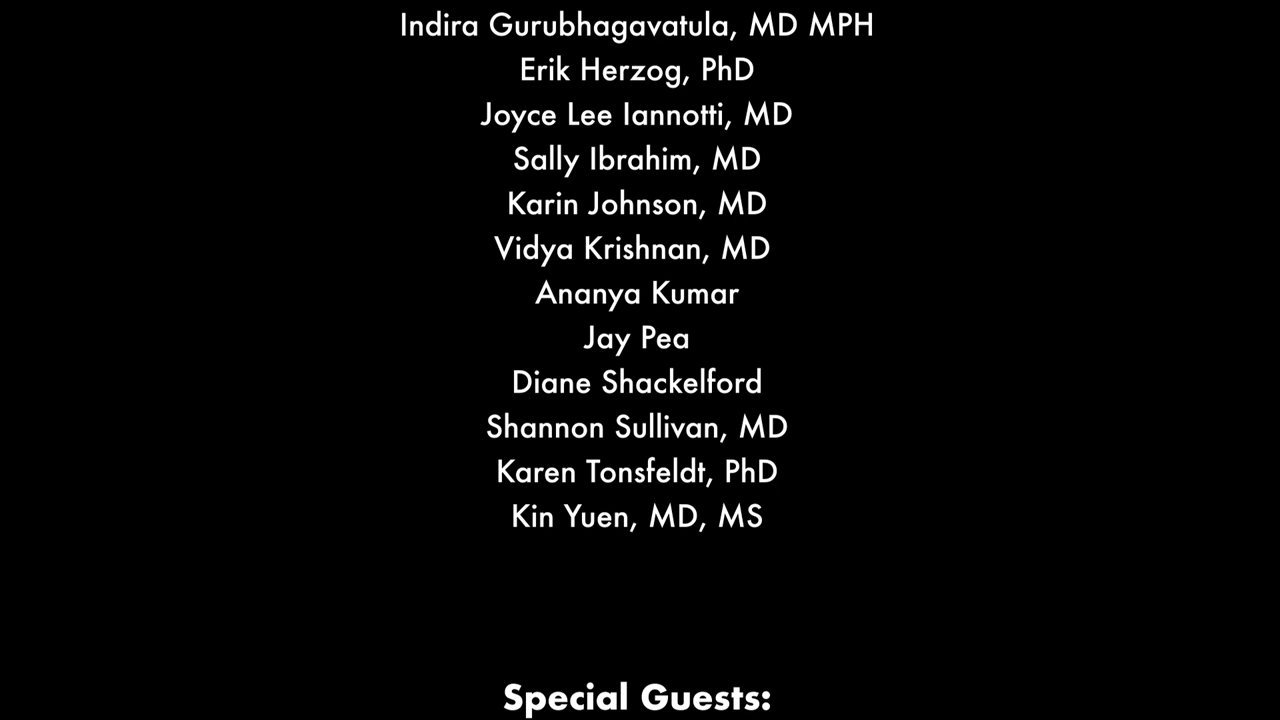 Indira Gurubhagavatula, MD MPH
Erik Herzog, PhD
Joyce Lee Iannotti, MD
Sally Ibrahim, MD
Karin Johnson, MD
Vidya Krishnan, MD
Ananya Kumar
Jay Pea
Diane Shackelford
Shannon Sullivan, MD
Karen Tonsfeldt, PhD
Kin Yuen, MD, MS
Special Guests: